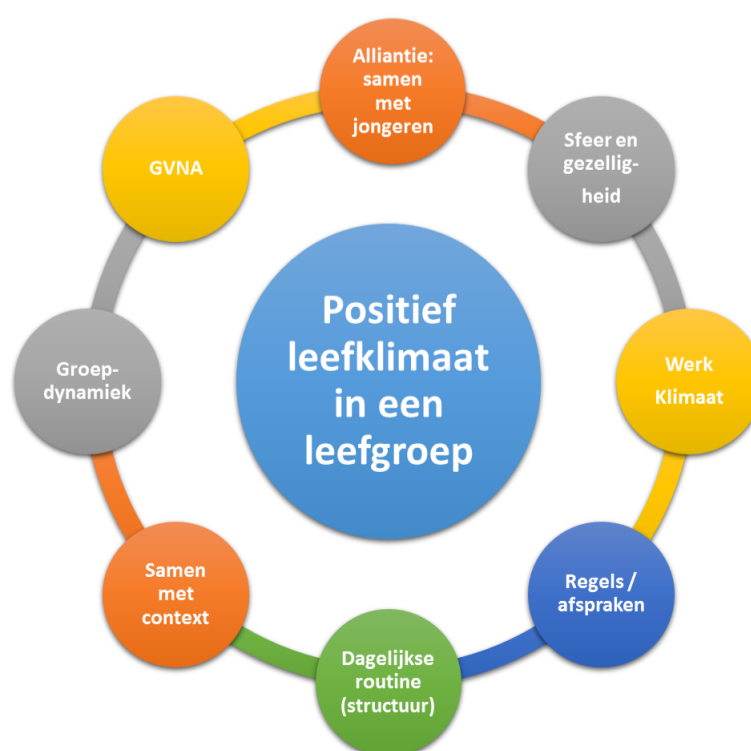 Positief
leefklimaat
in een
leefgroep
Alliantie:
samen
met
jongeren
Sfeer en
gezellig-
heid
Werk
Klimaat
Regels /
afspraken
Dagelijkse
routine
(structuur)
Samen
met
context
Groep-
dynamiek
GVNA